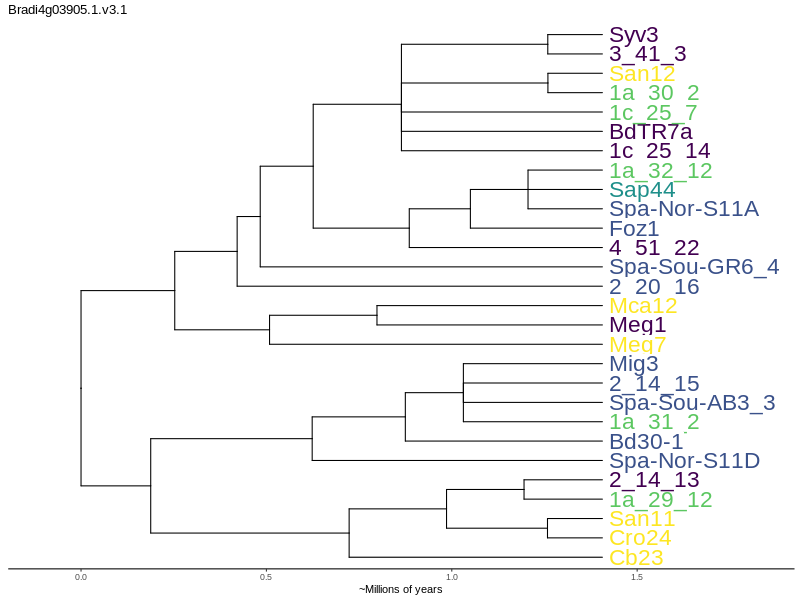 Bradi4g03905.1.v3.1
Syv3
3_41_3
San12
1a_30_2
1c_25_7
BdTR7a
1c_25_14
1a_32_12
Sap44
Spa-Nor-S11A
Foz1
4_51_22
Spa-Sou-GR6_4
2_20_16
Mca12
Meg1
Meg7
Mig3
2_14_15
Spa-Sou-AB3_3
1a_31_2
Bd30-1
Spa-Nor-S11D
2_14_13
1a_29_12
San11
Cro24
Cb23
0.0 0.5 1.0 1.5
~Millions of years